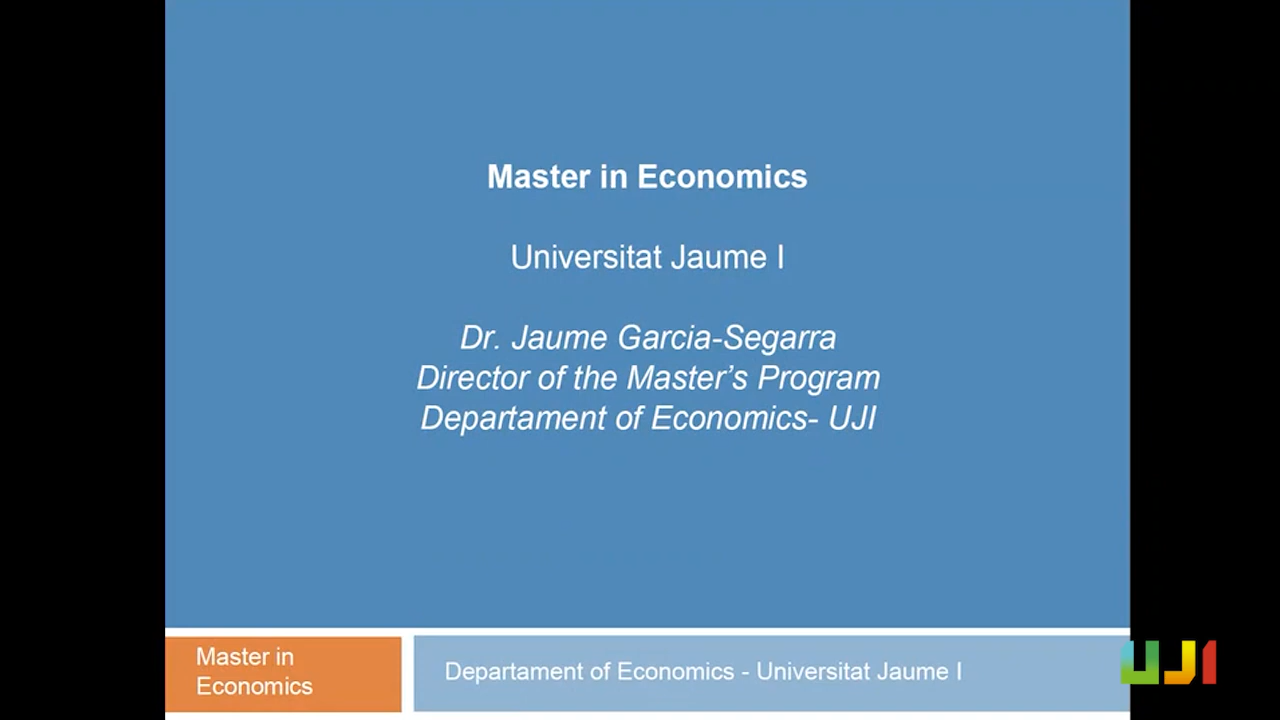 Master in Economics
Universitat Jaume I
Dr. Jaume Garcia-Segarra
Director of the Master’s Program
Departament of Economics- UJI
Master in
Economics
Departament of Economics - Universitat Jaume I
UJI